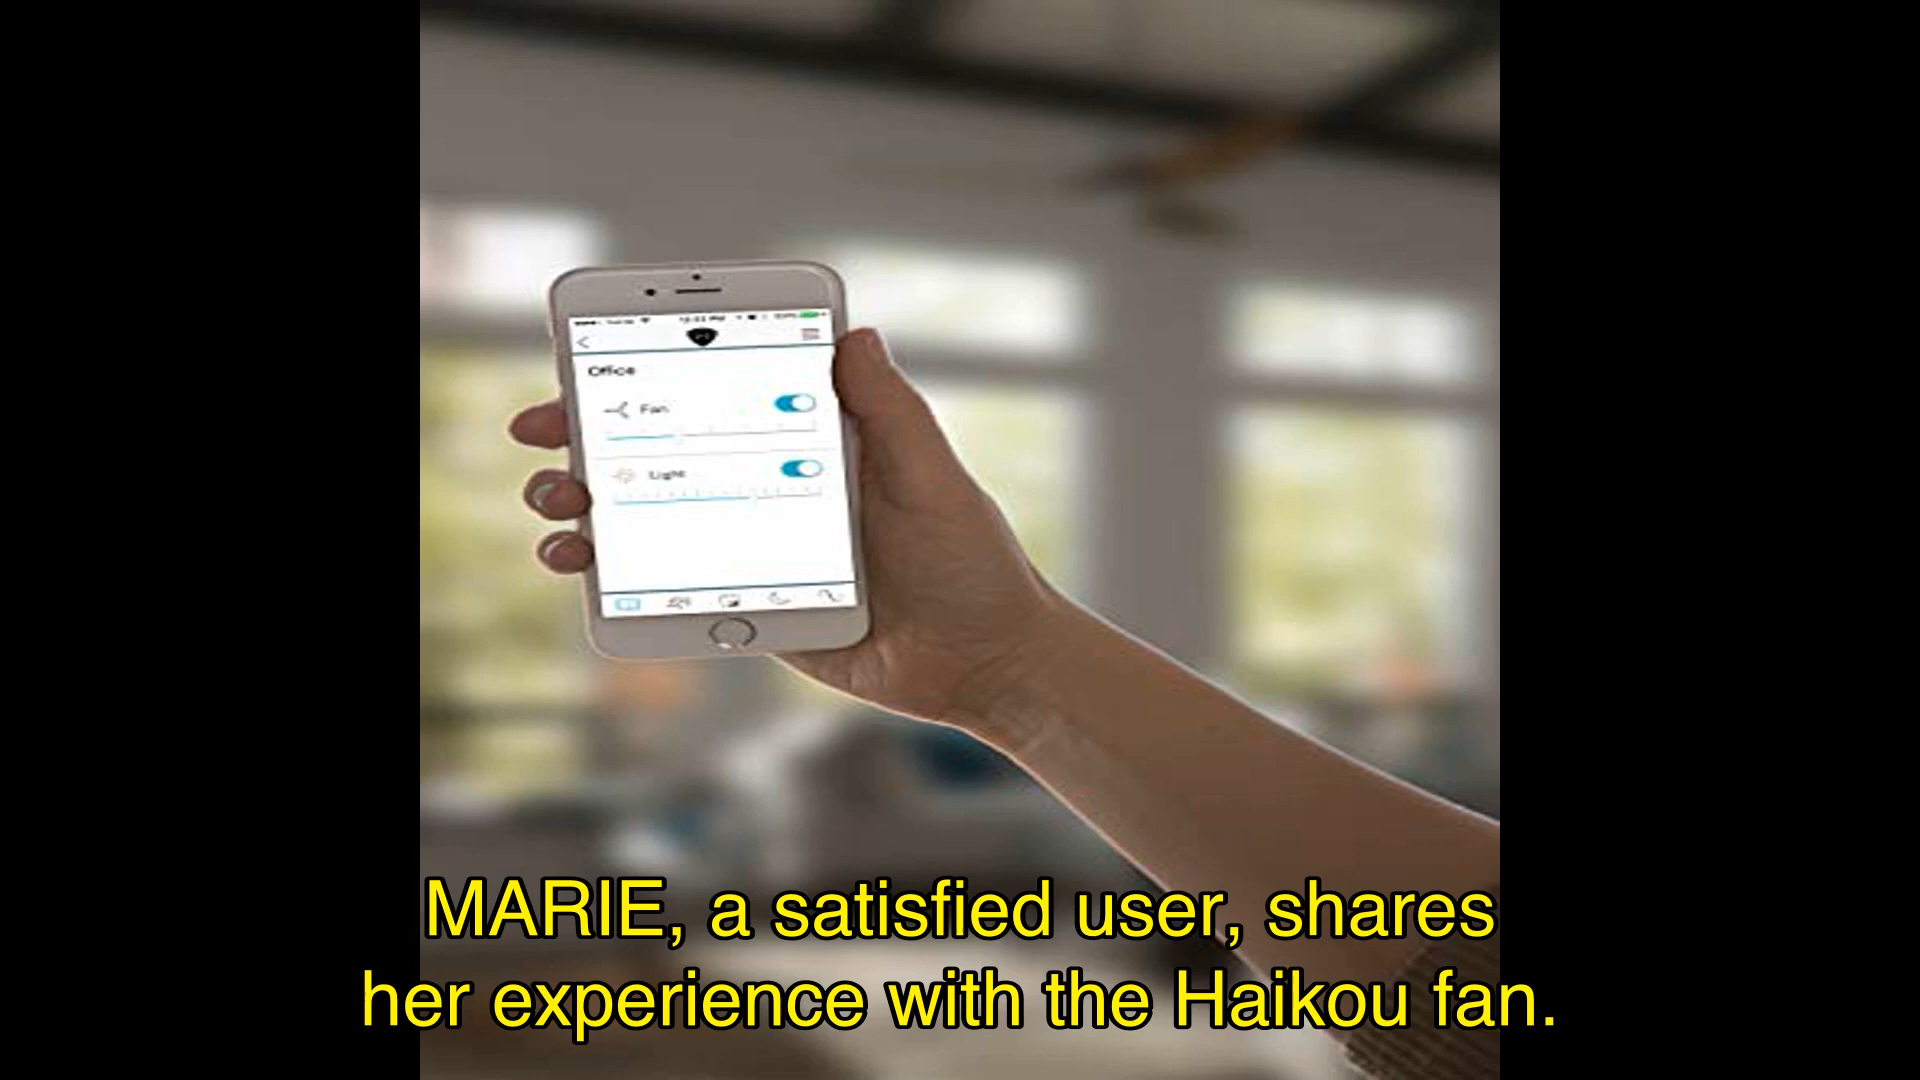 Office
Fan
Light
MARIE, a satisfied user, shares
her experience with the Haikou fan.